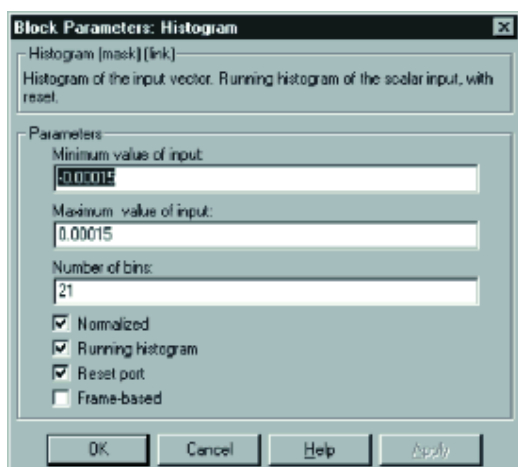 Block Parameters: Histogram
Histogram (mask) (link)
Histogram of the input vector. Running histogram of the scalar input, with
reset.
Parameters
Minimum value of input:
-0.00015
Maximum value of input:
0.00015
Number of bins:
21
Normalized
Running histogram
Reset port
Frame-based
OK
Cancel
Help
Apply